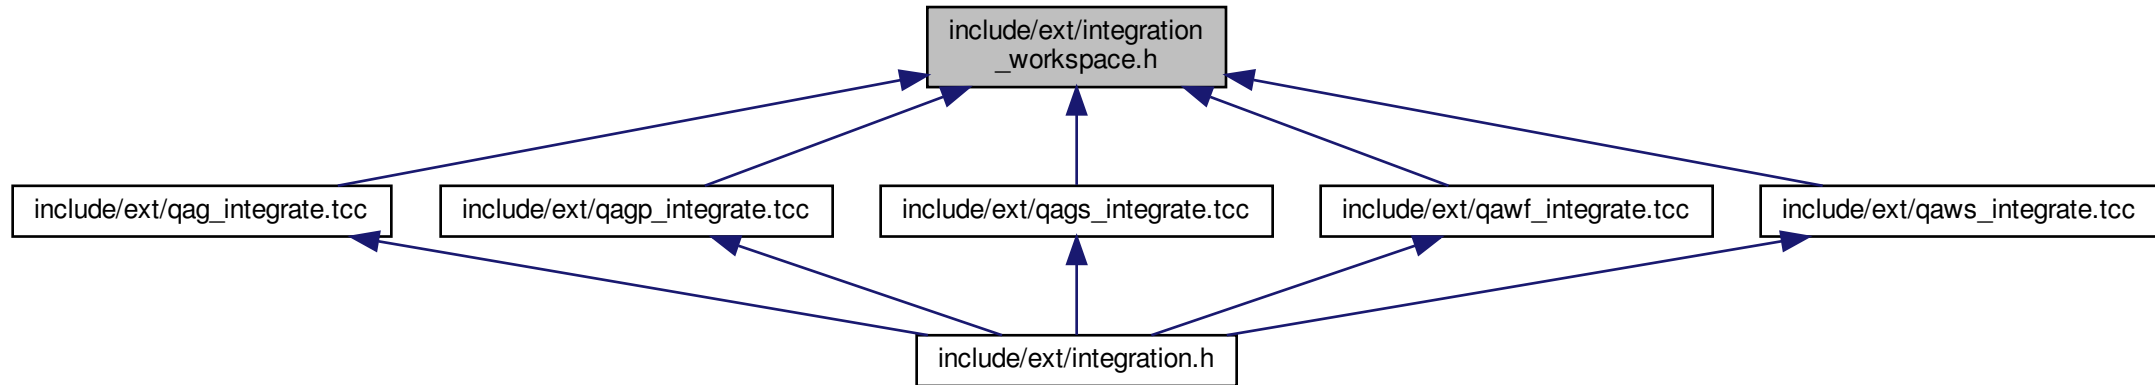 include/ext/integration
_workspace.h
include/ext/qag_integrate.tcc
include/ext/qagp_integrate.tcc
include/ext/qags_integrate.tcc
include/ext/qawf_integrate.tcc
include/ext/qaws_integrate.tcc
include/ext/integration.h